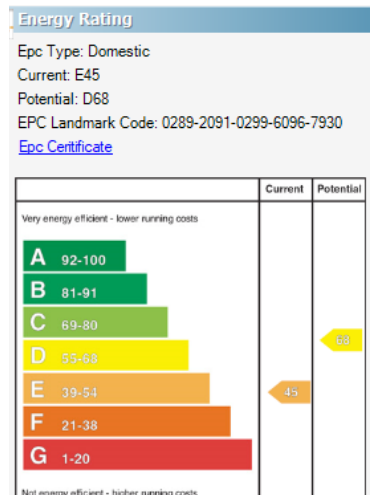 Energy Rating
Epc Type: Domestic
Current: E45
Potential: D68
EPC Landmark Code: 0289-2091-0299-6096-7930
Epc Ceritificate
Current Potential
Very energy efficient - lower running costs
A 92-100
B 81-91
C 69-80
D 55-68
68
E 39-54
45
F 21-38
G 1-20
Not energy efficient - higher running costs